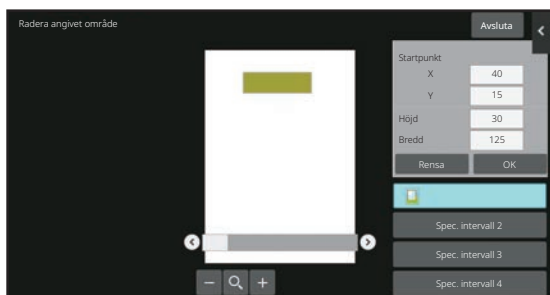 Radera angivet område
Avsluta
Startpunkt
X 40
Y 15
Höjd 30
Bredd 125
Rensa OK
Spec. intervall 2
Spec. intervall 3
Spec. intervall 4